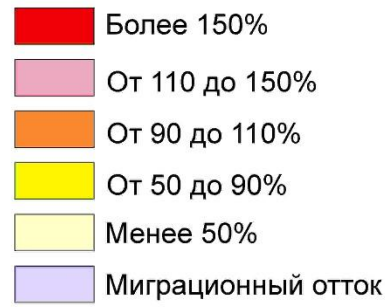 Более 150%
От 110 до 150%
От 90 до 110%
От 50 до 90%
Менее 50%
Миграционный отток